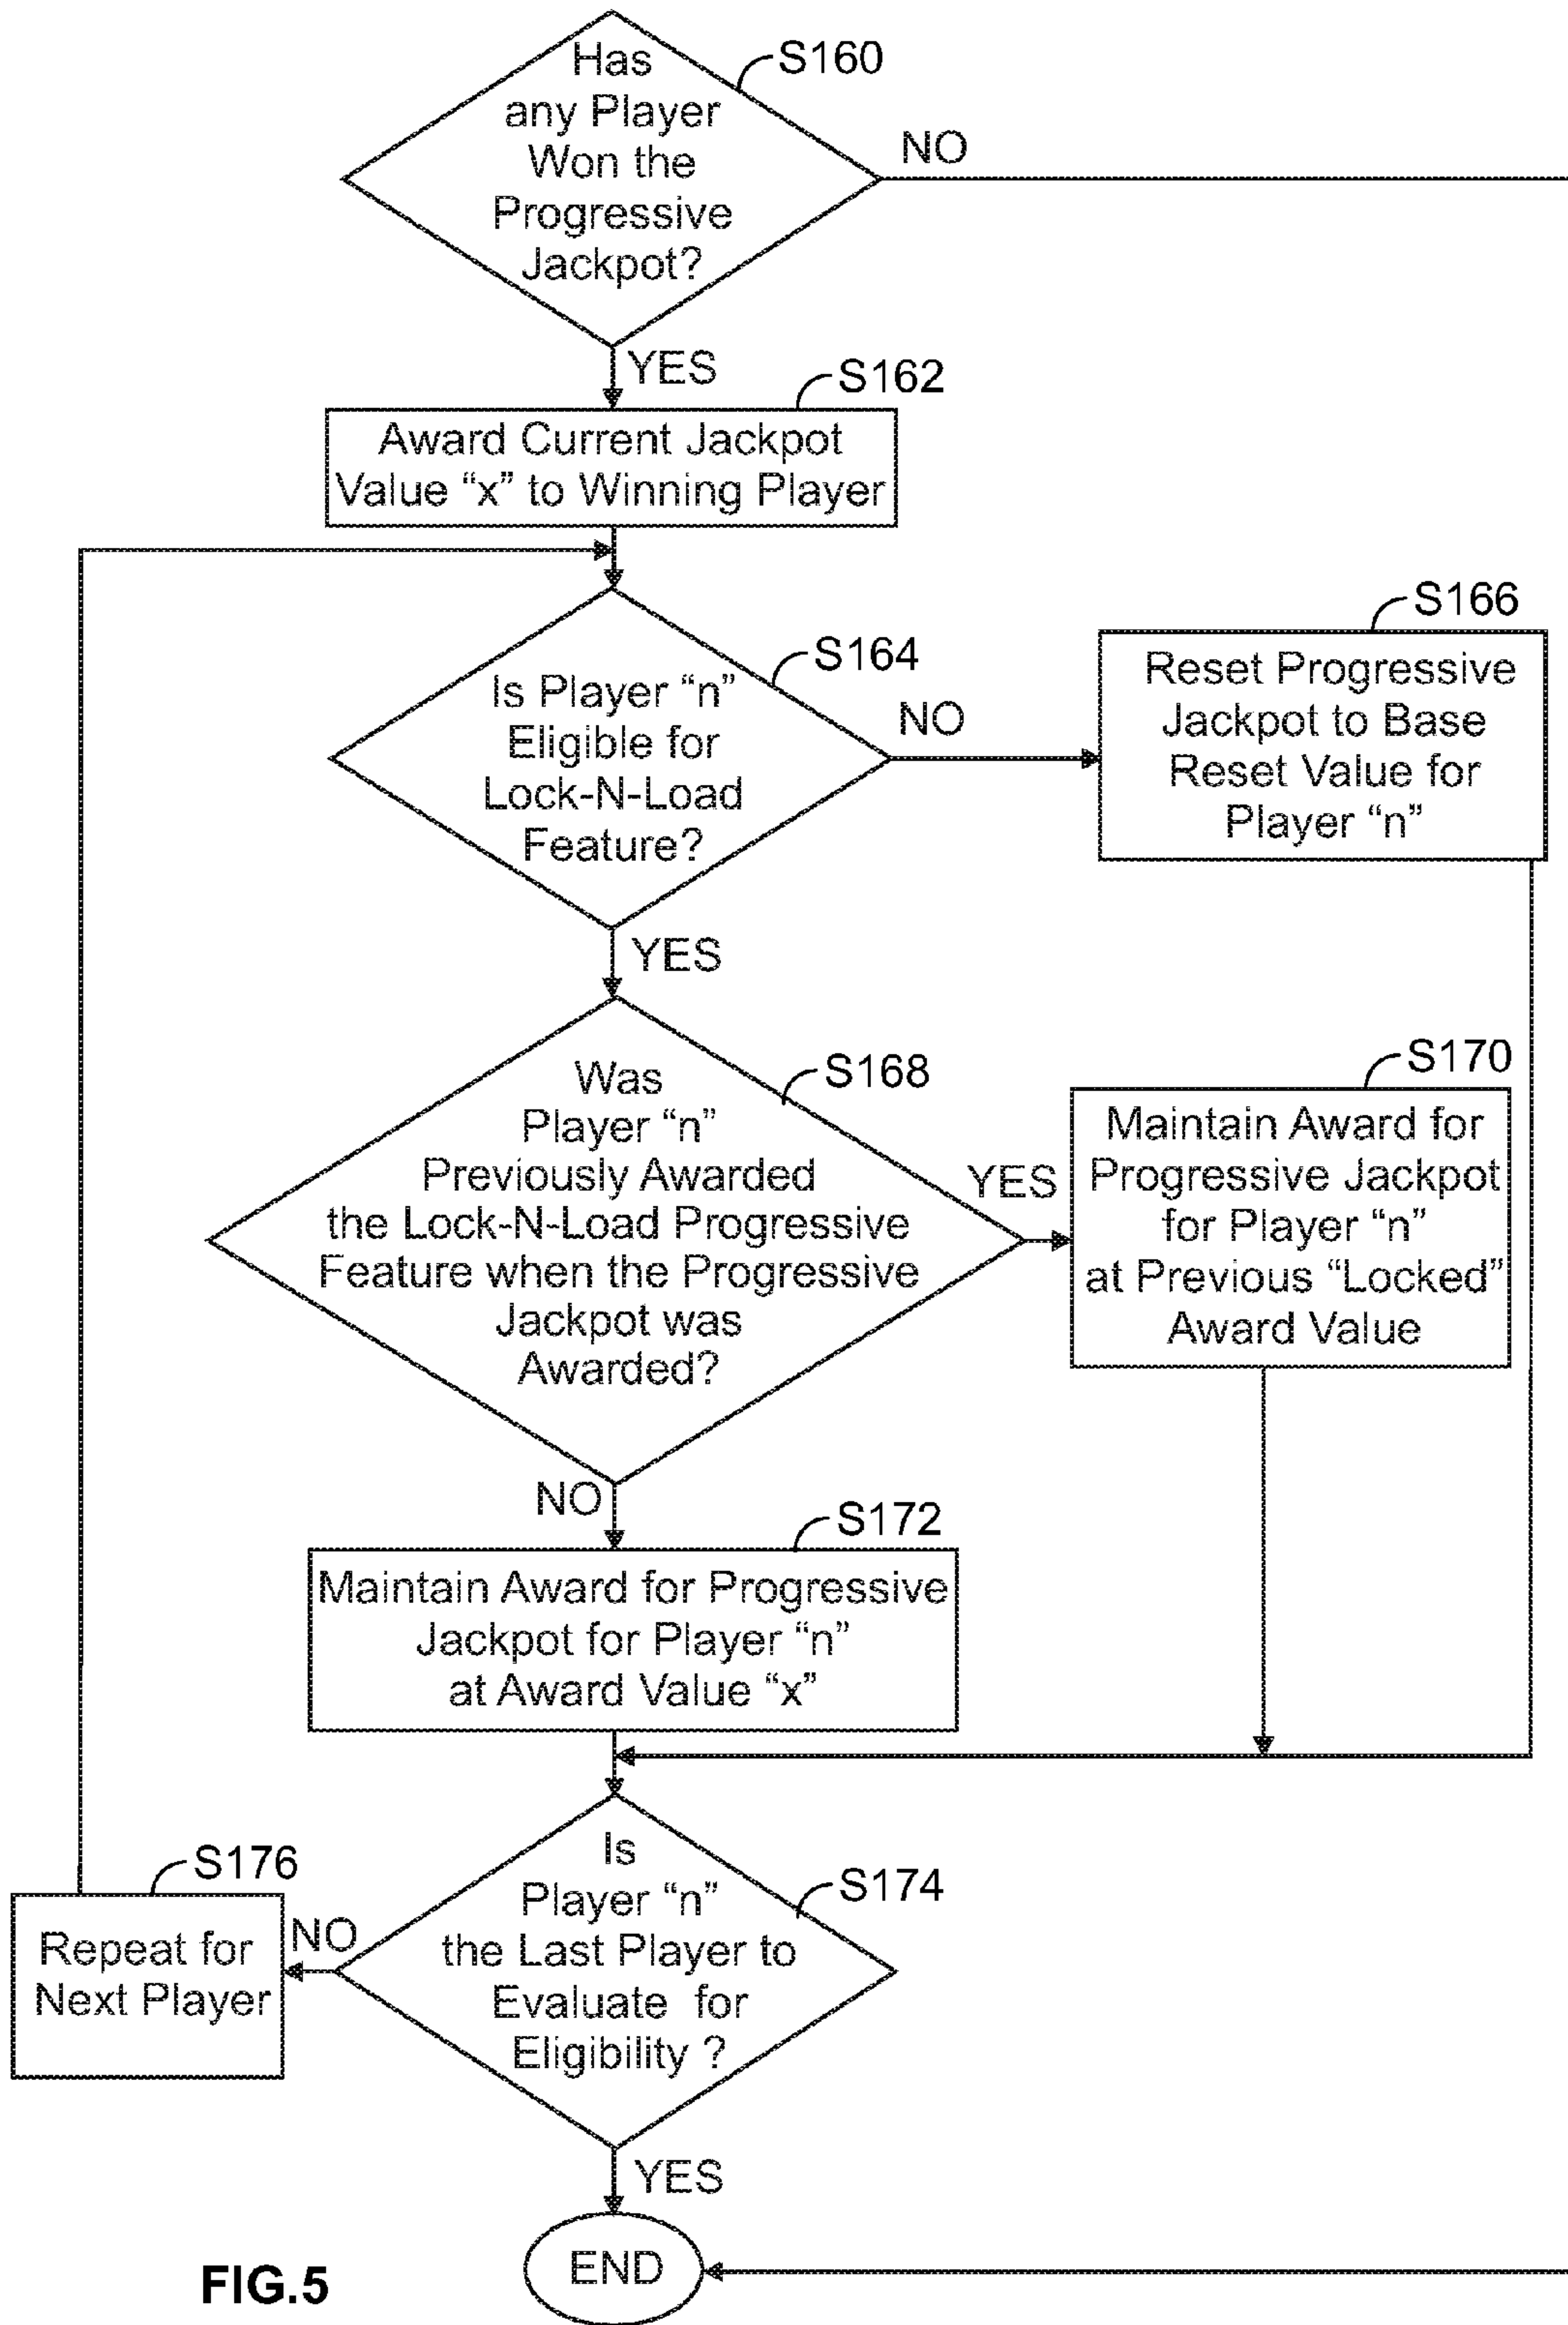 Has
any Player
Won the
Progressive
Jackpot?
S160
NO
YES
S162
Award Current Jackpot
Value “x” to Winning Player
S164
Is Player “n”
Eligible for
Lock-N-Load
Feature?
NO
S166
Reset Progressive
Jackpot to Base
Reset Value for
Player “n”
YES
S168
Was
Player “n”
Previously Awarded
the Lock-N-Load Progressive
Feature when the Progressive
Jackpot was
Awarded?
YES
S170
Maintain Award for
Progressive Jackpot
for Player “n”
at Previous “Locked”
Award Value
NO
S172
Maintain Award for Progressive
Jackpot for Player “n”
at Award Value “x”
S174
Is
Player “n”
the Last Player to
Evaluate for
Eligibility ?
NO
S176
Repeat for
Next Player
YES
END
FIG.5